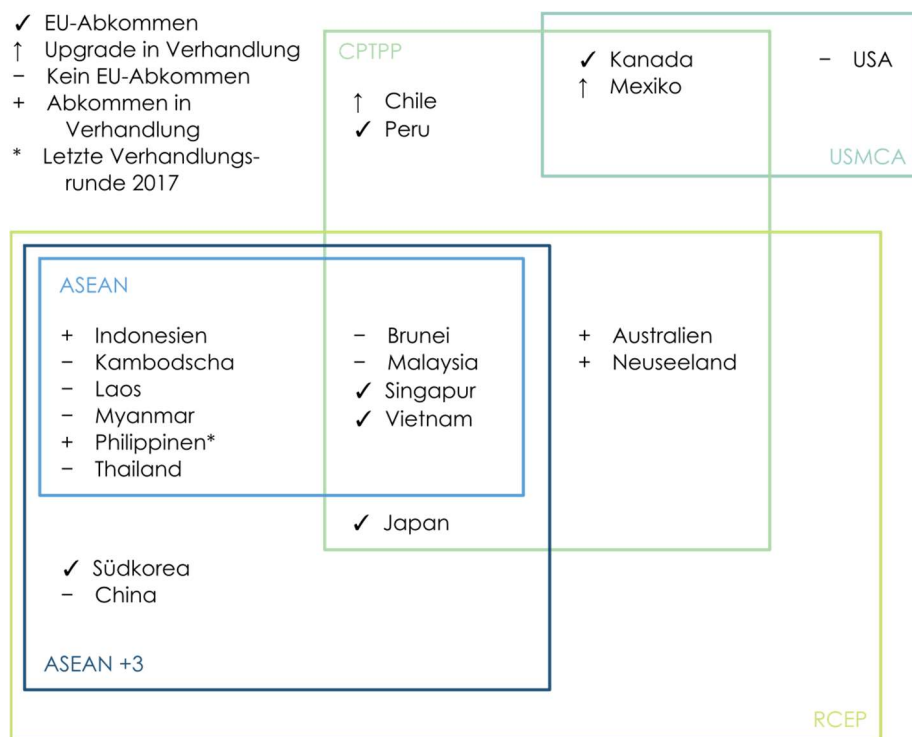 ✓ EU-Abkommen
↑ Upgrade in Verhandlung
– Kein EU-Abkommen
+ Abkommen in
Verhandlung
* Letzte Verhandlungs-
runde 2017
CPTPP
↑ Chile
✓ Peru
✓ Kanada
↑ Mexiko
– USA
USMCA
ASEAN
+ Indonesien
– Kambodscha
– Laos
– Myanmar
+ Philippinen*
– Thailand
– Brunei
– Malaysia
✓ Singapur
✓ Vietnam
+ Australien
+ Neuseeland
✓ Japan
✓ Südkorea
– China
ASEAN +3
RCEP